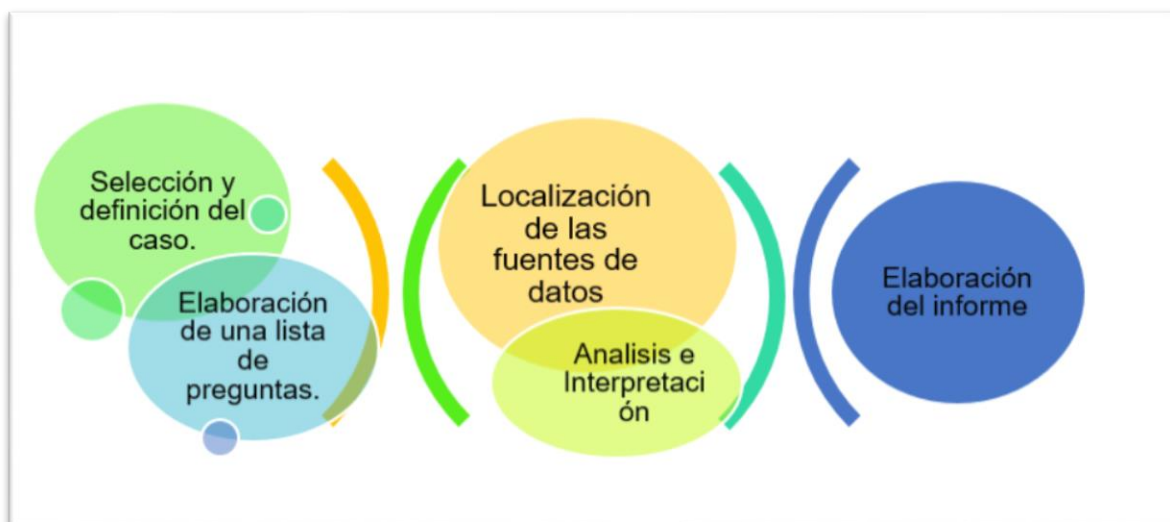 Selección y
definición del
caso.
Elaboración
de una lista
de
preguntas.
Localización
de las
fuentes de
datos
Analisis e
Interpretaci
ón
Elaboración
del informe